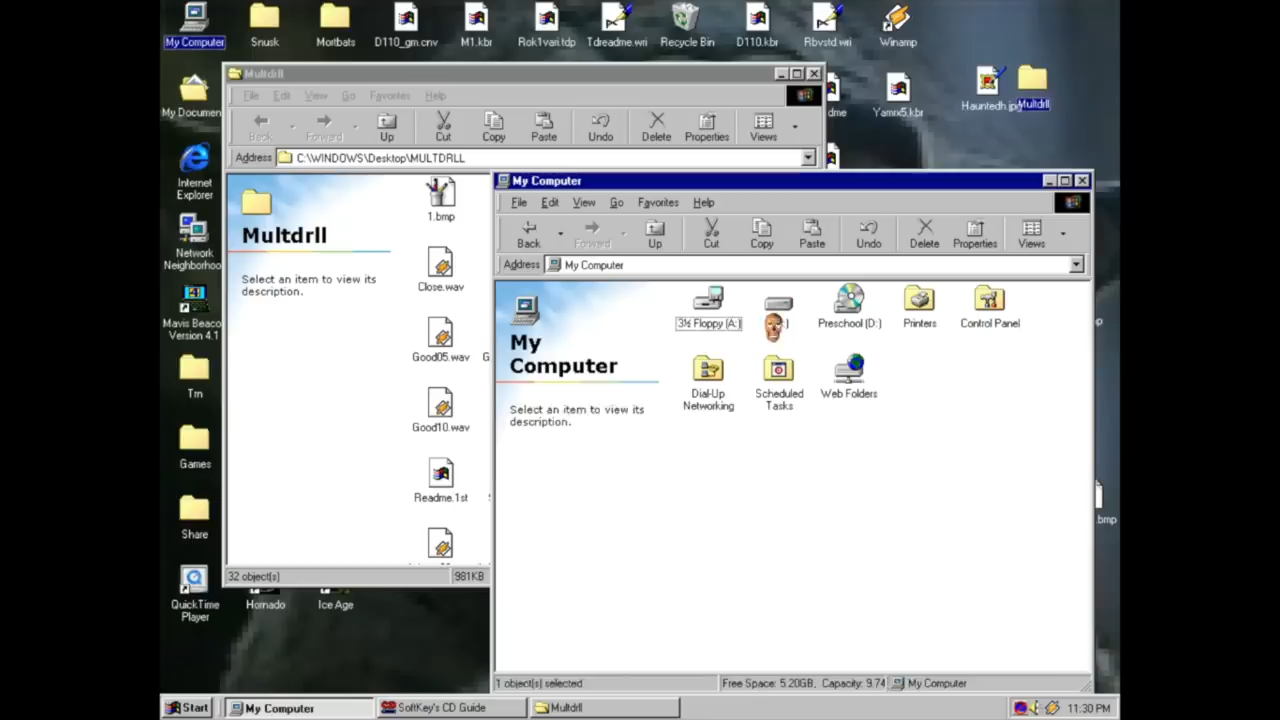 My Computer
Snusk
Mortbats
D110_gm.cnv
M1.kbr
Rok1vari.tdp
Tdreadme.wri
Recycle Bin
D110.kbr
Rbvstd.wri
Winamp
My Documen
Yamrx5.kbr
Hauntedh.jpg
Multdrll
Internet
Explorer
Network
Neighborhoo
Mavis Beaco
Version 4.1
Trn
Games
Share
QuickTime
Player
Hornado
Ice Age
.bmp
Multdrll
File Edit View Go Favorites Help
Back Forward Up Cut Copy Paste Undo Delete Properties Views
Address C:\WINDOWS\Desktop\MULTDRLL
Multdrll
Select an item to view its
description.
1.bmp
Close.wav
Good05.wav
Good10.wav
Readme.1st
32 object(s) 981KB
My Computer
File Edit View Go Favorites Help
Back Forward Up Cut Copy Paste Undo Delete Properties Views
Address My Computer
My
Computer
Select an item to view its
description.
3½ Floppy (A:)
Preschool (D:)
Printers
Control Panel
Dial-Up
Networking
Scheduled
Tasks
Web Folders
1 object(s) selected Free Space: 5.20GB, Capacity: 9.74 My Computer
Start My Computer SoftKey's CD Guide Multdrll 11:30 PM